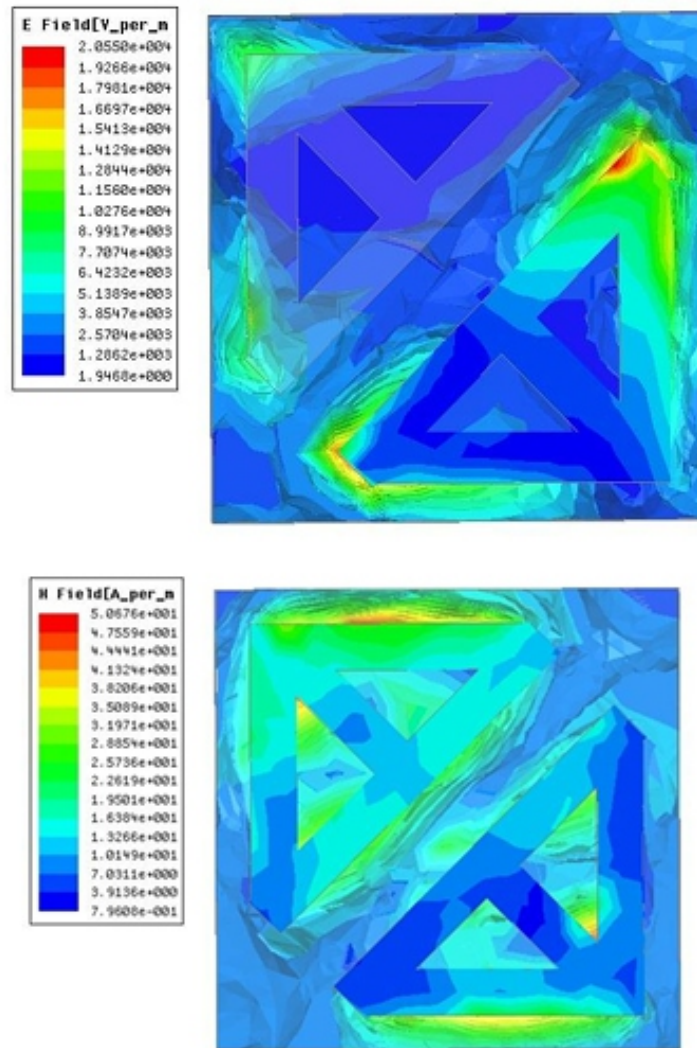 E Field[V_per_m
2.0550e+004
1.9266e+004
1.7981e+004
1.6697e+004
1.5413e+004
1.4129e+004
1.2844e+004
1.1560e+004
1.0276e+004
8.9917e+003
7.7074e+003
6.4232e+003
5.1389e+003
3.8547e+003
2.5704e+003
1.2862e+003
1.9468e+000
H Field[A_per_m
5.0676e+001
4.7559e+001
4.4441e+001
4.1324e+001
3.8206e+001
3.5089e+001
3.1971e+001
2.8854e+001
2.5736e+001
2.2619e+001
1.9501e+001
1.6384e+001
1.3266e+001
1.0149e+001
7.0311e+000
3.9136e+000
7.9608e-001